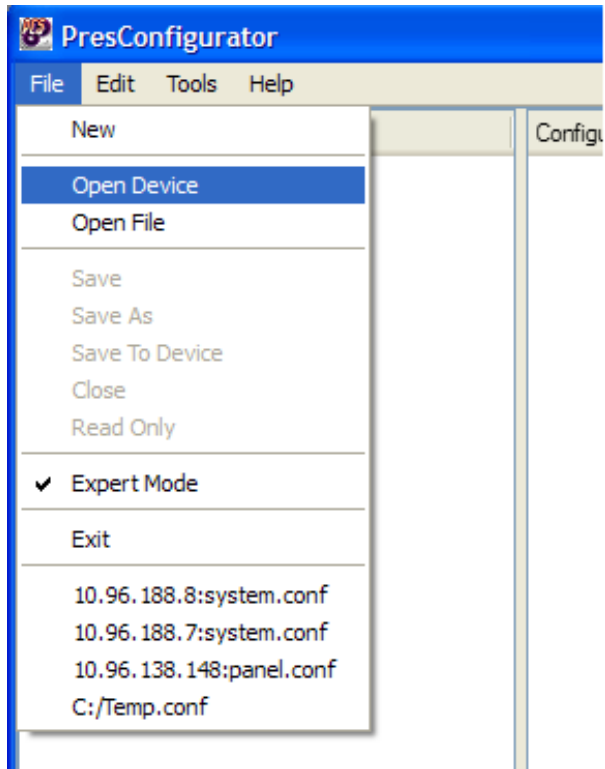 PresConfigurator
File Edit Tools Help
New
Open Device
Open File
Save
Save As
Save To Device
Close
Read Only
Expert Mode
Exit
10.96.188.8:system.conf
10.96.188.7:system.conf
10.96.138.148:panel.conf
C:/Temp.conf